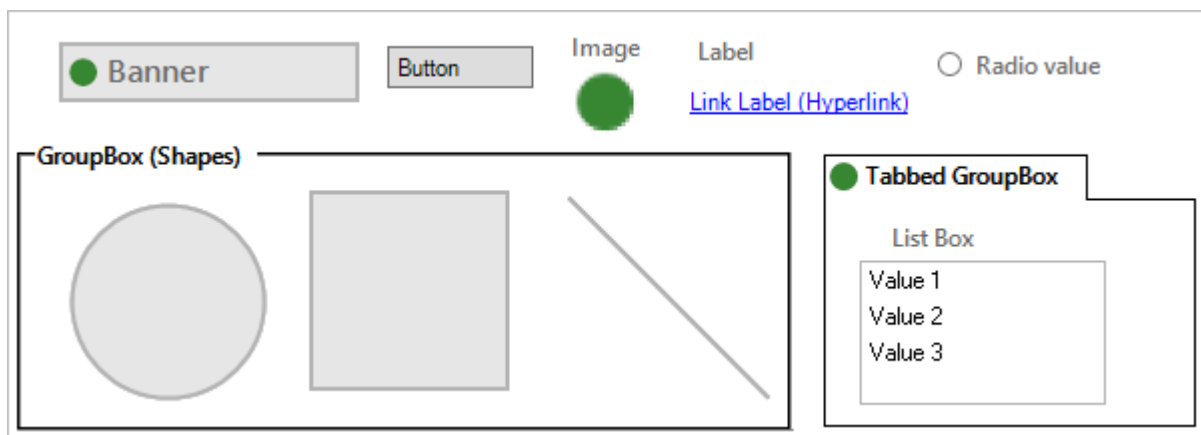 Banner
Button
Image
Label
Link Label (Hyperlink)
Radio value
GroupBox (Shapes)
Tabbed GroupBox
List Box
Value 1
Value 2
Value 3